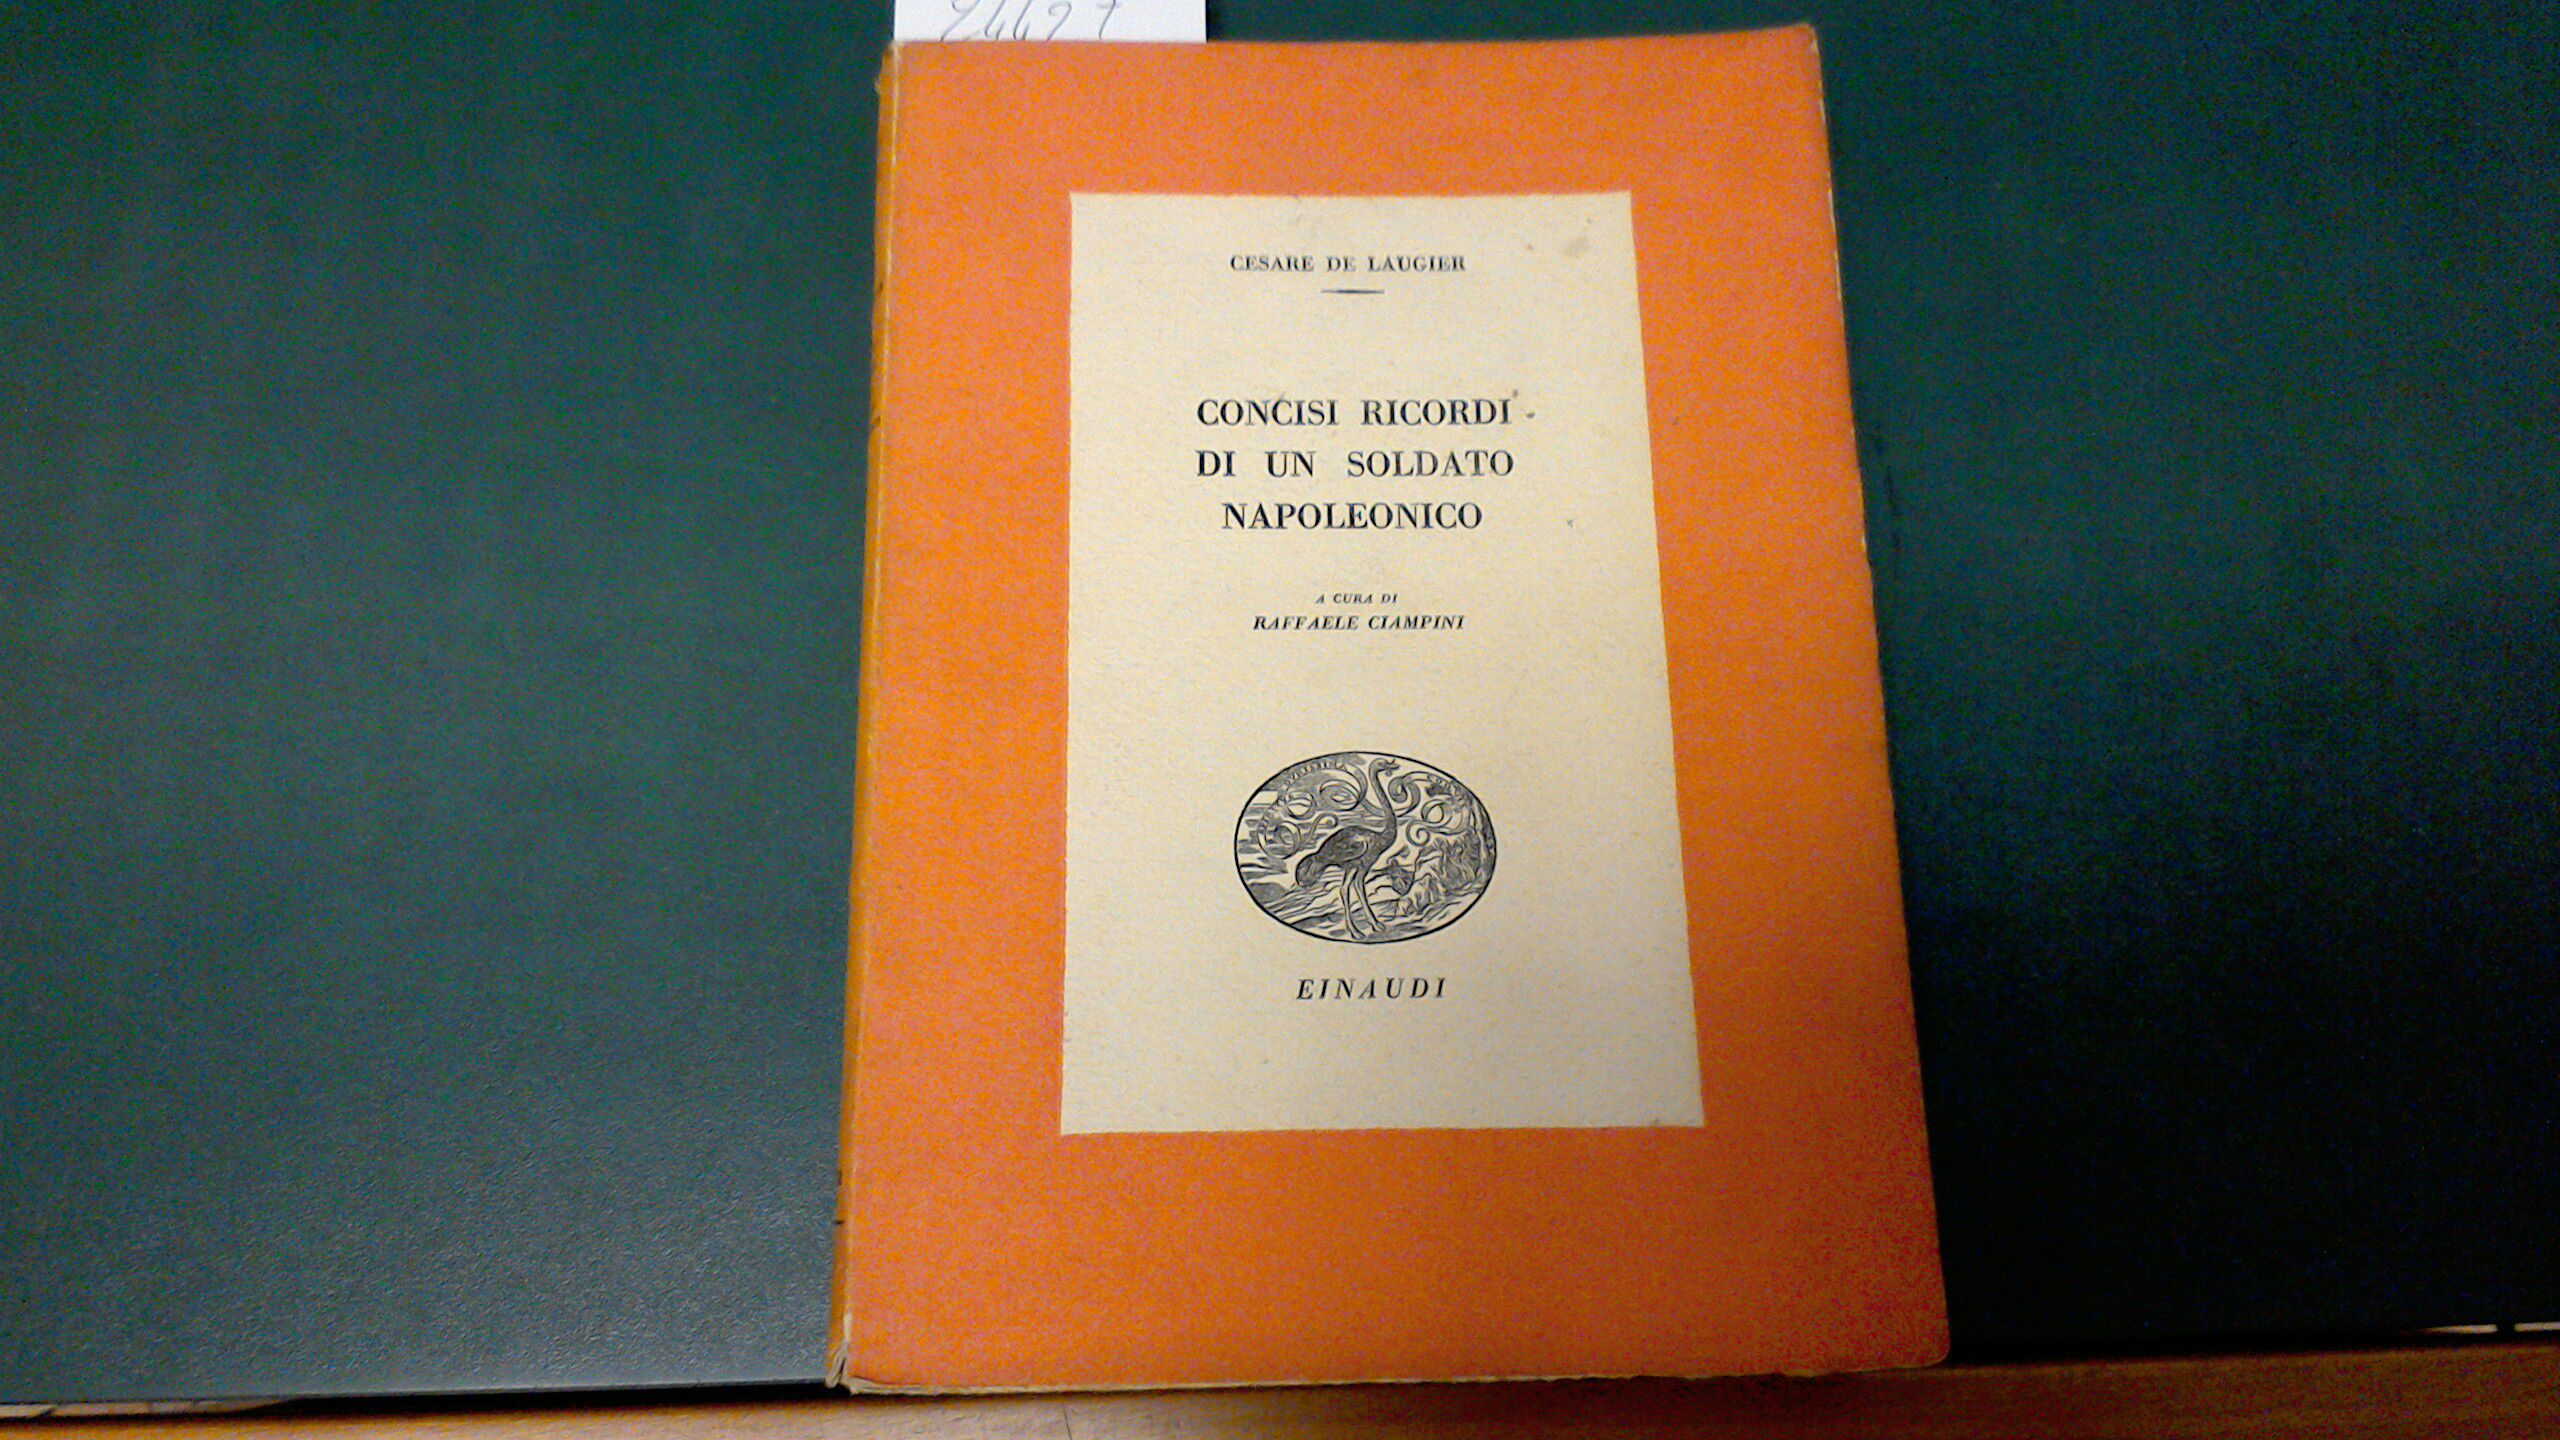 CESARE DE LAUGIER
CONCISI RICORDI
DI UN SOLDATO
NAPOLEONICO
A CURA DI
RAFFAELE CIAMPINI
EINAUDI